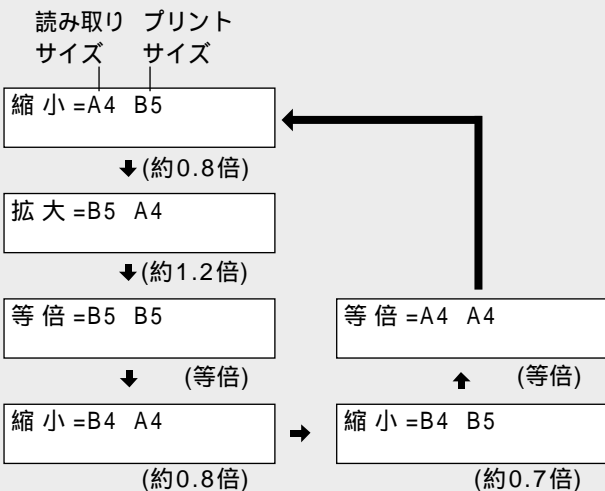 読み取り プリント
サイズ サイズ
縮小=A4 B5
(約0.8倍)
拡大=B5 A4
(約1.2倍)
等倍=B5 B5
(等倍)
縮小=B4 A4
(約0.8倍)
縮小=B4 B5
(約0.7倍)
等倍=A4 A4
(等倍)